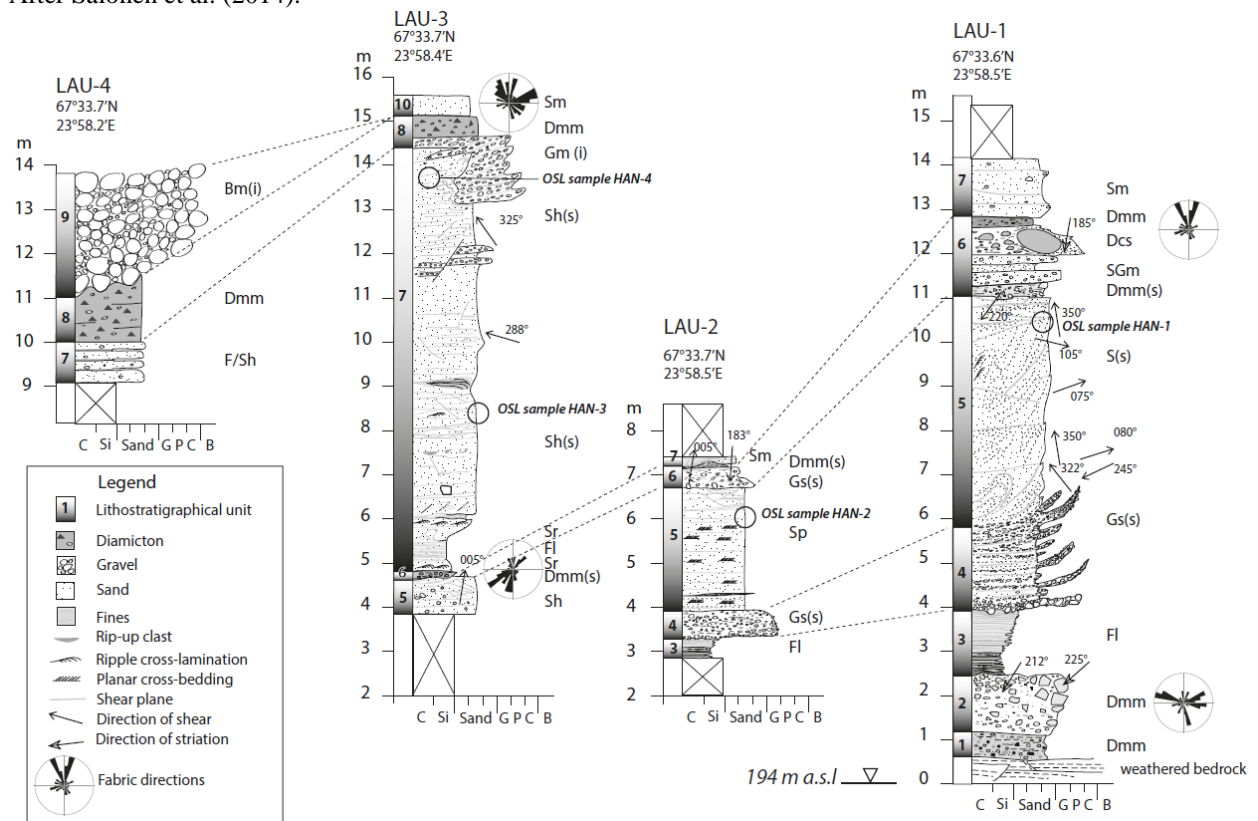 After Salonen et al. (2014).
LAU-4
67°33.7'N
23°58.2'E
m
14
13
12
11
10
9
9
8
7
Bm(i)
Dmm
F/Sh
C Si Sand G P C B
Legend
1 Lithostratigraphical unit
Diamicton
Gravel
Sand
Fines
Rip-up clast
Ripple cross-lamination
Planar cross-bedding
Shear plane
Direction of shear
Direction of striation
Fabric directions
LAU-3
67°33.7'N
23°58.4'E
m
16
15
14
13
12
11
10
9
8
7
6
5
4
3
2
10
8
7
6
5
Sm
Dmm
Gm (i)
OSL sample HAN-4
Sh(s)
325°
288°
OSL sample HAN-3
Sh(s)
Sr
Fl
Sr
005°
Dmm(s)
Sh
C Si Sand G P C B
LAU-2
67°33.7'N
23°58.5'E
m
8
7
6
5
4
3
2
7
6
5
4
3
005°
183°
Sm
Dmm(s)
Gs(s)
OSL sample HAN-2
Sp
Gs(s)
Fl
C Si Sand G P C B
194 m a.s.l
LAU-1
67°33.6'N
23°58.5'E
m
15
14
13
12
11
10
9
8
7
6
5
4
3
2
1
0
7
6
5
4
3
2
1
Sm
Dmm
185°
Dcs
SGm
Dmm(s)
220°
350°
OSL sample HAN-1
105°
S(s)
075°
350°
080°
322°
245°
Gs(s)
Fl
212°
225°
Dmm
Dmm
weathered bedrock
C Si Sand G P C B